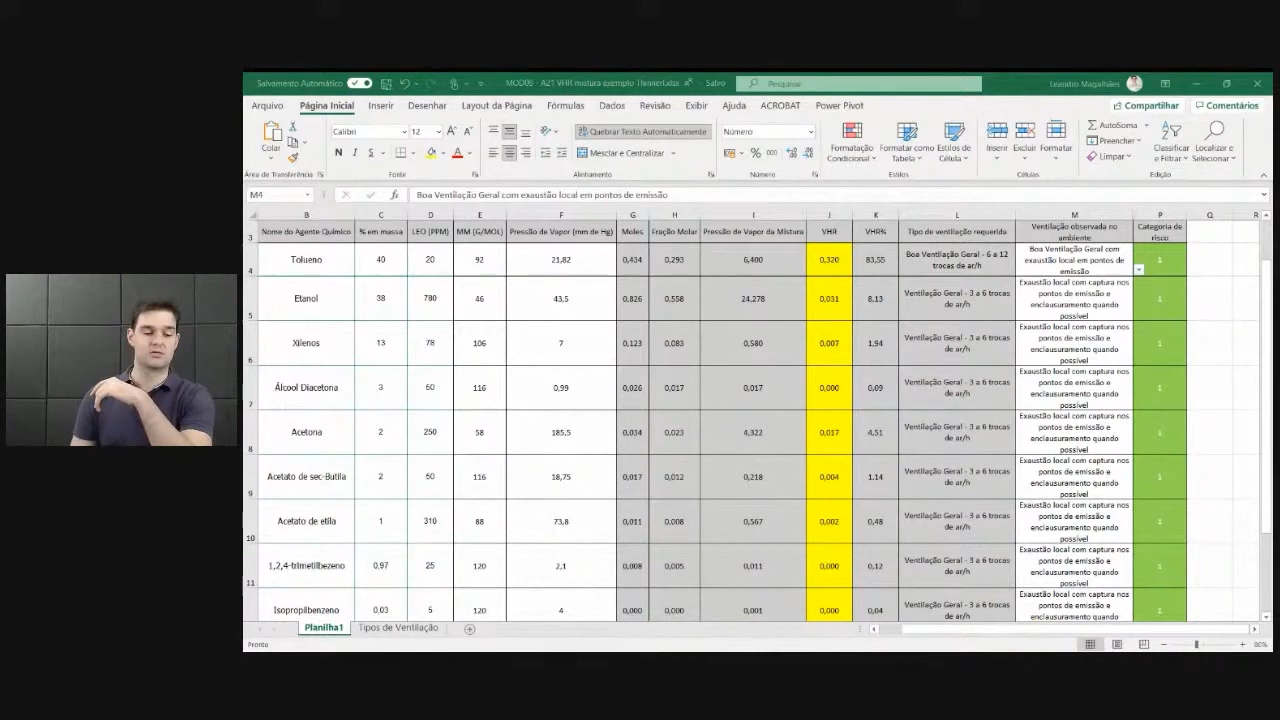 Salvamento Automático
MOD09 - A21 VHR mistura exemplo Thinner1.xlsx - Salvo
Pesquisar
Leandro Magalhães
Arquivo Página Inicial Inserir Desenhar Layout da Página Fórmulas Dados Revisão Exibir Ajuda ACROBAT Power Pivot Compartilhar Comentários
Colar
Calibri 12
N I S
Quebrar Texto Automaticamente
Mesclar e Centralizar
Número
% 000
Formatação Condicional
Formatar como Tabela
Estilos de Célula
Inserir Excluir Formatar
AutoSoma
Preencher
Limpar
Classificar e Filtrar
Localizar e Selecionar
Área de Transferência Fonte Alinhamento Número Estilos Células Edição
M4 fx Boa Ventilação Geral com exaustão local em pontos de emissão
B C D E F G H I J K L M P Q R
3 Nome do Agente Químico % em massa LEO (PPM) MM (G/MOL) Pressão de Vapor (mm de Hg) Moles Fração Molar Pressão de Vapor da Mistura VHR VHR% Tipo de ventilação requerida Ventilação observada no ambiente Categoria de risco
4 Tolueno 40 20 92 21,82 0,434 0,293 6,400 0,320 83,55 Boa Ventilação Geral - 6 a 12 trocas de ar/h Boa Ventilação Geral com exaustão local em pontos de emissão 1
5 Etanol 38 780 46 43,5 0,826 0,558 24,278 0,031 8,13 Ventilação Geral - 3 a 6 trocas de ar/h Exaustão local com captura nos pontos de emissão e enclausuramento quando possível 1
6 Xilenos 13 78 106 7 0,123 0,083 0,580 0,007 1,94 Ventilação Geral - 3 a 6 trocas de ar/h Exaustão local com captura nos pontos de emissão e enclausuramento quando possível 1
7 Álcool Diacetona 3 60 116 0,99 0,026 0,017 0,017 0,000 0,09 Ventilação Geral - 3 a 6 trocas de ar/h Exaustão local com captura nos pontos de emissão e enclausuramento quando possível 1
8 Acetona 2 250 58 185,5 0,034 0,023 4,322 0,017 4,51 Ventilação Geral - 3 a 6 trocas de ar/h Exaustão local com captura nos pontos de emissão e enclausuramento quando possível 1
9 Acetato de sec-Butila 2 50 116 18,75 0,017 0,012 0,218 0,004 1,14 Ventilação Geral - 3 a 6 trocas de ar/h Exaustão local com captura nos pontos de emissão e enclausuramento quando possível 1
10 Acetato de etila 1 310 88 73,8 0,011 0,008 0,567 0,002 0,48 Ventilação Geral - 3 a 6 trocas de ar/h Exaustão local com captura nos pontos de emissão e enclausuramento quando possível 1
11 1,2,4-trimetilbezeno 0,97 25 120 2,1 0,008 0,005 0,011 0,000 0,12 Ventilação Geral - 3 a 6 trocas de ar/h Exaustão local com captura nos pontos de emissão e enclausuramento quando possível 1
Isopropilbenzeno 0,03 5 120 4 0,000 0,000 0,001 0,000 0,04 Ventilação Geral - 3 a 6 trocas de ar/h Exaustão local com captura nos pontos de emissão e enclausuramento quando 1
Planilha1 Tipos de Ventilação
Pronto
80%